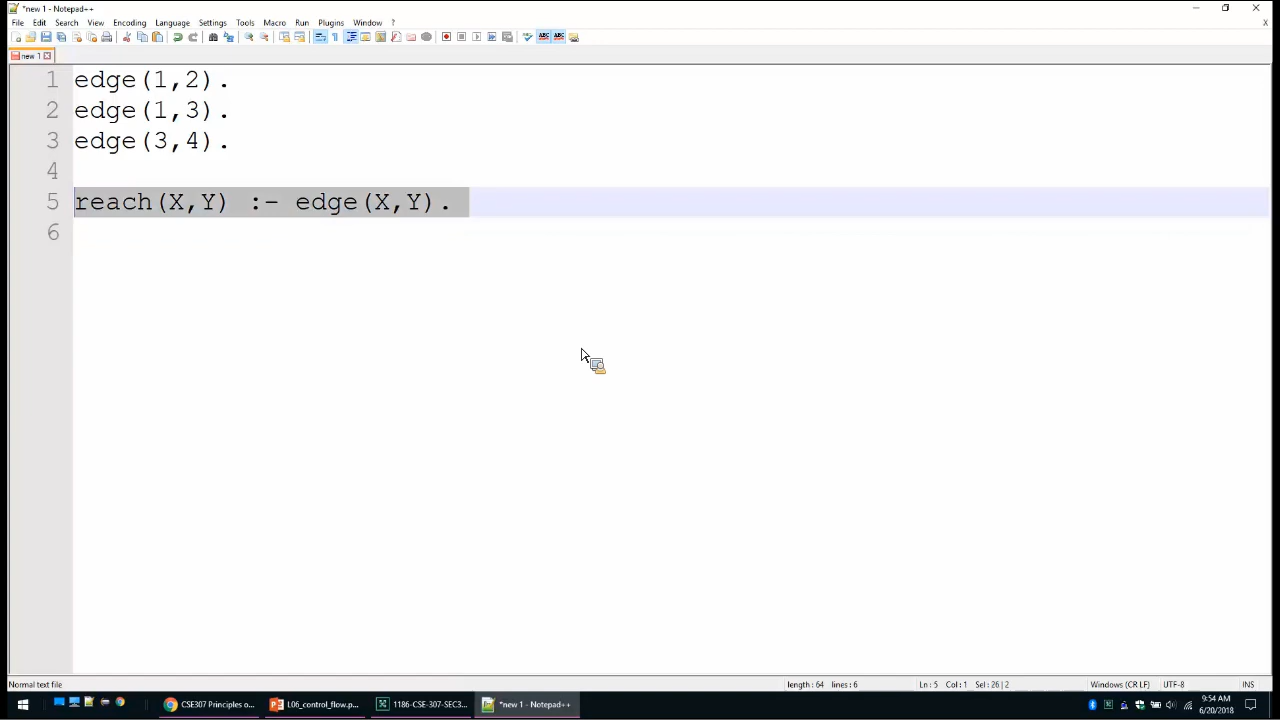 *new 1 - Notepad++
File Edit Search View Encoding Language Settings Tools Macro Run Plugins Window ?
X
new 1
1 edge(1,2).
2 edge(1,3).
3 edge(3,4).
4
5 reach(X,Y) :- edge(X,Y).
6
Normal text file length : 64 lines : 6 Ln : 5 Col : 1 Sel : 26 | 2 Windows (CR LF) UTF-8 INS
CSE307 Principles o... L06_control_flow.p... 1186-CSE-307-SEC3... *new 1 - Notepad++
9:54 AM
6/20/2018